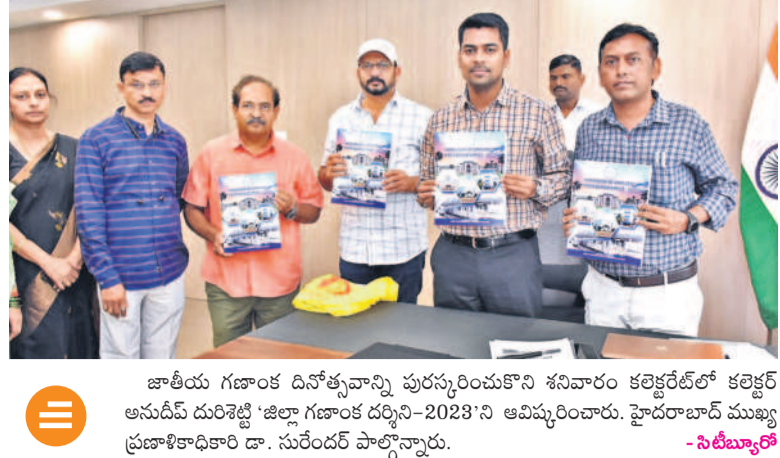 జాతీయ గణాంక దినోత్సవాన్ని పురస్కరించుకొని శనివారం కలెక్టరేట్‌లో కలెక్టర్
అనుదీప్ దురిశెట్టి ‘జిల్లా గణాంక దర్శిని-2023’ని ఆవిష్కరించారు. హైదరాబాద్ ముఖ్య
ప్రణాళికాధికారి డా. సురేందర్ పాల్గొన్నారు.
- సిటీబ్యూరో